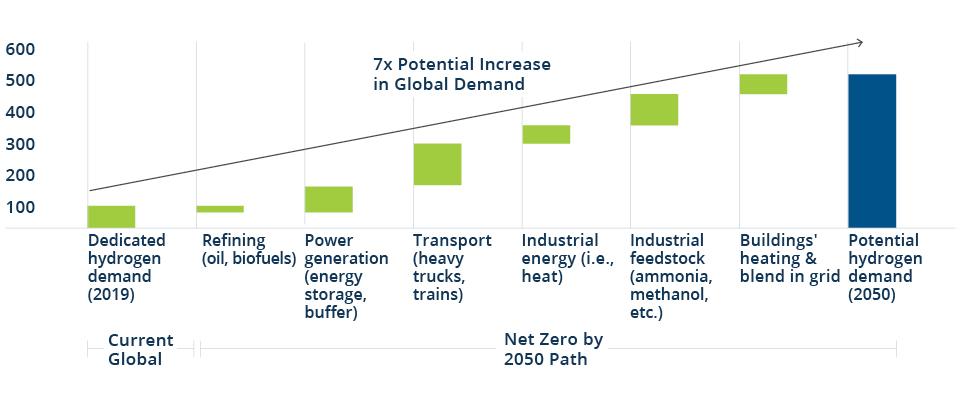 600
500
400
300
200
100
7x Potential Increase
in Global Demand
Dedicated
hydrogen
demand
(2019)
Refining
(oil, biofuels)
Power
generation
(energy
storage,
buffer)
Transport
(heavy
trucks,
trains)
Industrial
energy (i.e.,
heat)
Industrial
feedstock
(ammonia,
methanol,
etc.)
Buildings'
heating &
blend in grid
Potential
hydrogen
demand
(2050)
Current
Global
Net Zero by
2050 Path